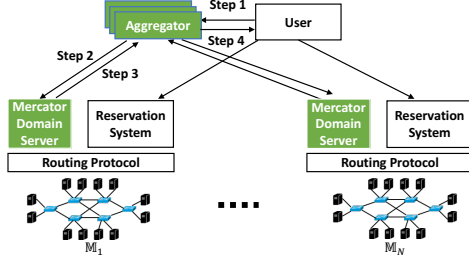 Step 1
Aggregator
User
Step 4
Step 2
Step 3
Mercator
Domain
Server
Reservation
System
Mercator
Domain
Server
Reservation
System
Routing Protocol
Routing Protocol
....
𝕄1
𝕄N